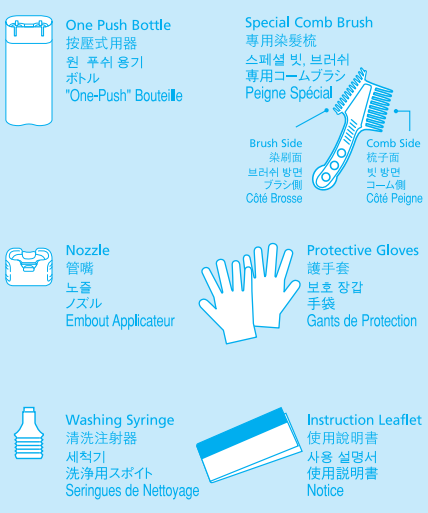 One Push Bottle
按壓式用器
원 푸쉬 용기
ボトル
"One-Push" Bouteille
Special Comb Brush
專用染髮梳
스페셜 빗, 브러쉬
専用コームブラシ
Peigne Spécial
Brush Side
染刷面
브러쉬 방면
ブラシ側
Côté Brosse
Comb Side
梳子面
빗 방면
コーム側
Côté Peigne
Nozzle
管嘴
노즐
ノズル
Embout Applicateur
Protective Gloves
護手套
보호 장갑
手袋
Gants de Protection
Washing Syringe
清洗注射器
세척기
洗浄用スポイト
Seringues de Nettoyage
Instruction Leaflet
使用說明書
사용 설명서
使用説明書
Notice